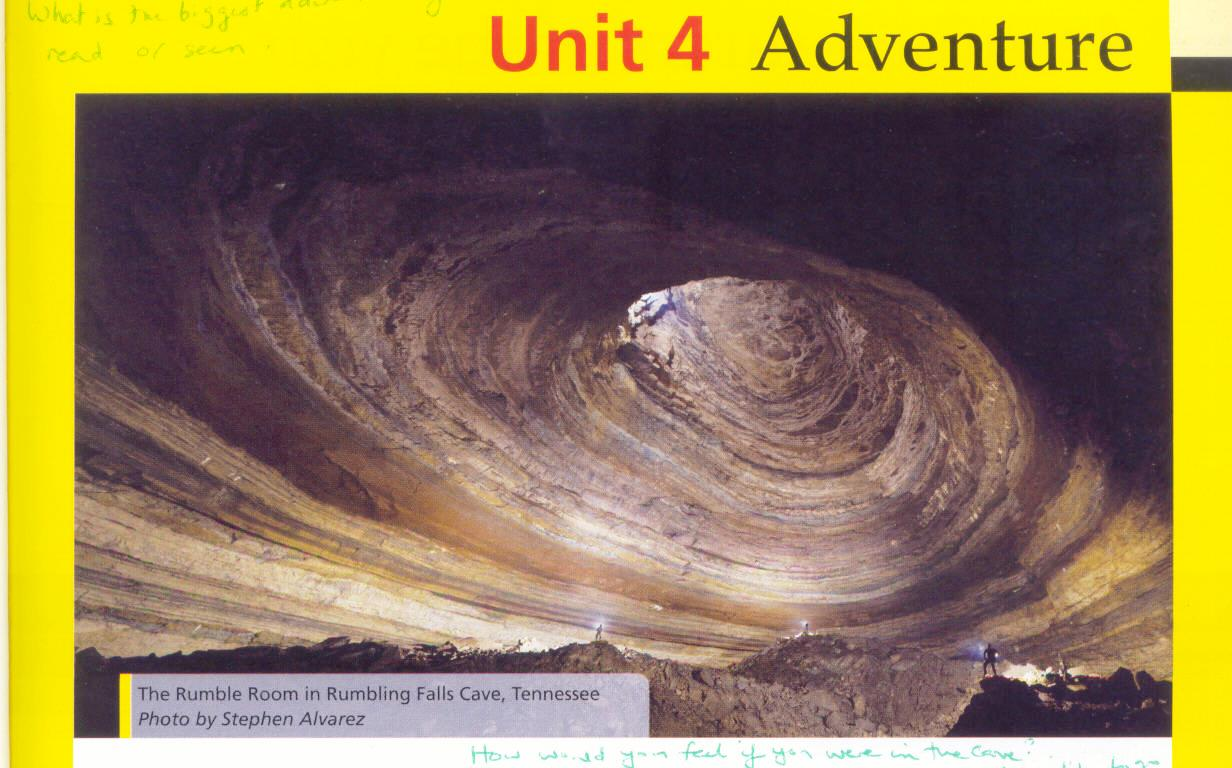 What is the biggest
read or seen.
Unit 4 Adventure
The Rumble Room in Rumbling Falls Cave, Tennessee
Photo by Stephen Alvarez
How would you feel if you were in the cave?